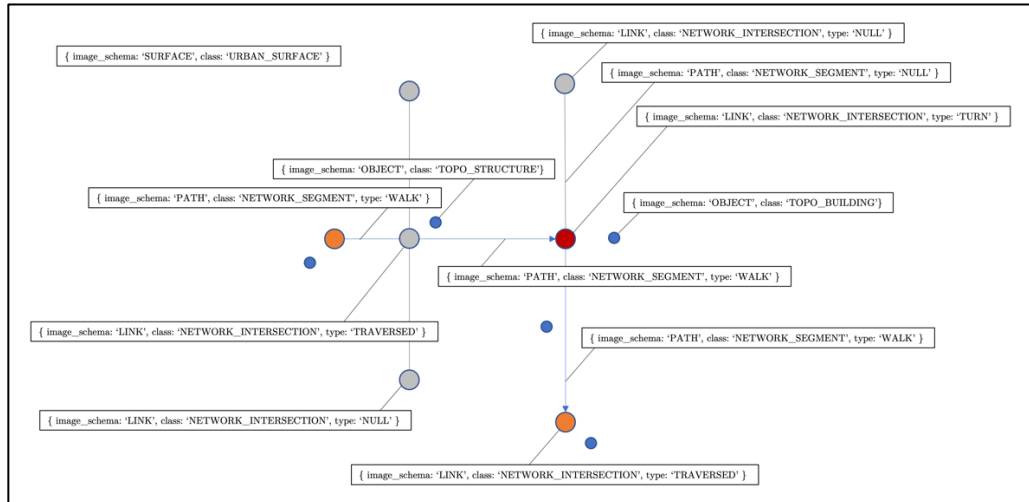 { image_schema: ‘LINK’, class: ‘NETWORK_INTERSECTION’, type: ‘NULL’ }
{ image_schema: ‘SURFACE’, class: ‘URBAN_SURFACE’ }
{ image_schema: ‘PATH’, class: ‘NETWORK_SEGMENT’, type: ‘NULL’ }
{ image_schema: ‘LINK’, class: ‘NETWORK_INTERSECTION’, type: ‘TURN’ }
{ image_schema: ‘OBJECT’, class: ‘TOPO_STRUCTURE’}
{ image_schema: ‘PATH’, class: ‘NETWORK_SEGMENT’, type: ‘WALK’ }
{ image_schema: ‘OBJECT’, class: ‘TOPO_BUILDING’}
{ image_schema: ‘PATH’, class: ‘NETWORK_SEGMENT’, type: ‘WALK’ }
{ image_schema: ‘LINK’, class: ‘NETWORK_INTERSECTION’, type: ‘TRAVERSED’ }
{ image_schema: ‘PATH’, class: ‘NETWORK_SEGMENT’, type: ‘WALK’ }
{ image_schema: ‘LINK’, class: ‘NETWORK_INTERSECTION’, type: ‘NULL’ }
{ image_schema: ‘LINK’, class: ‘NETWORK_INTERSECTION’, type: ‘TRAVERSED’ }